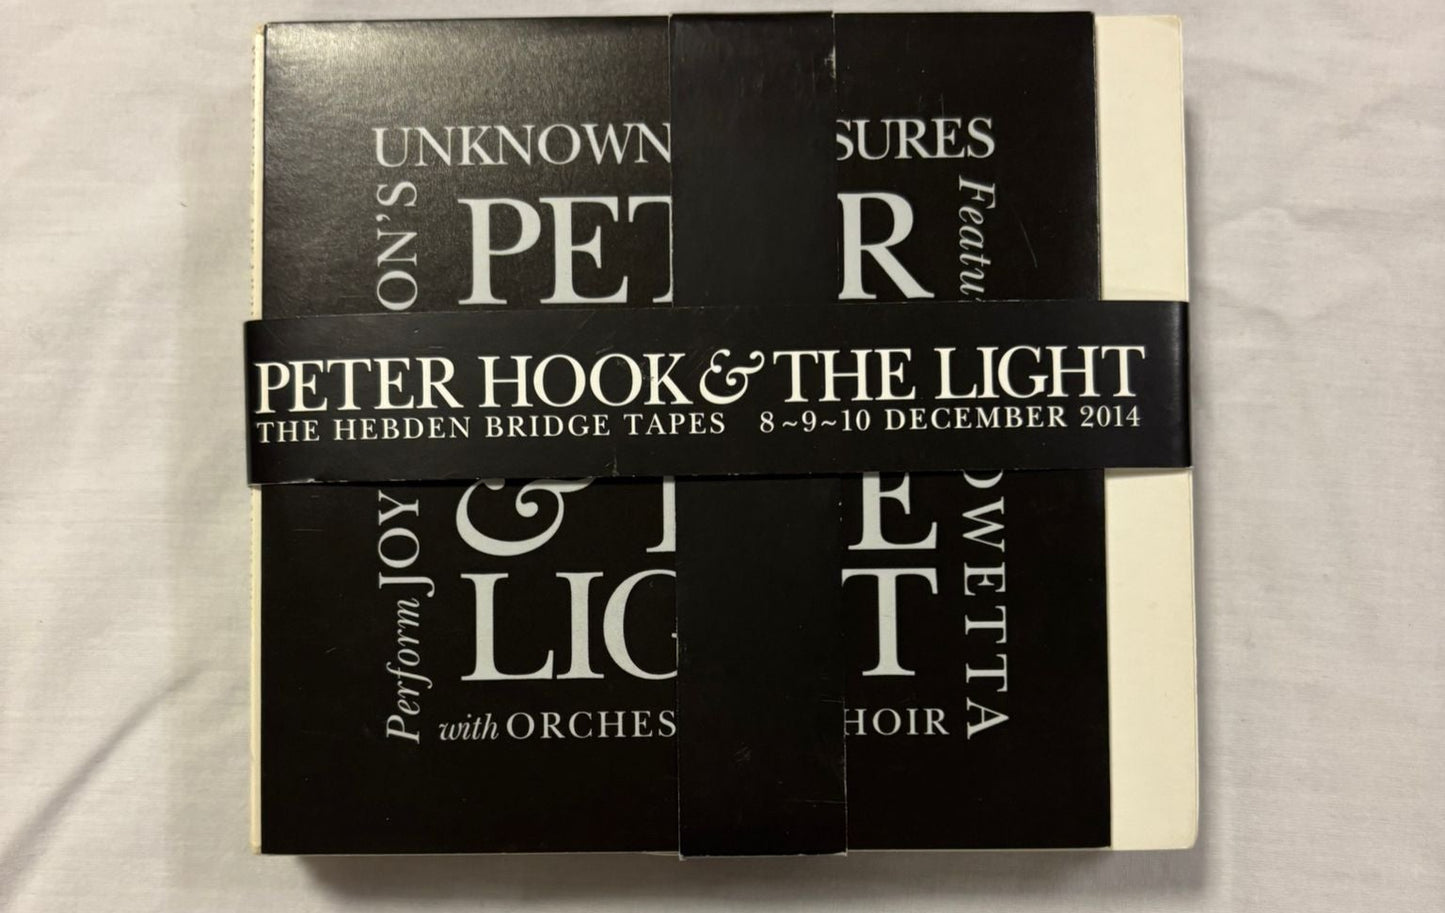 UNKNOWN SURES
PET R
Featu
ON'S
PETER HOOK & THE LIGHT
THE HEBDEN BRIDGE TAPES 8~9~10 DECEMBER 2014
Perform JOY
& E
LIG T
OWETTA
with ORCHES HOIR